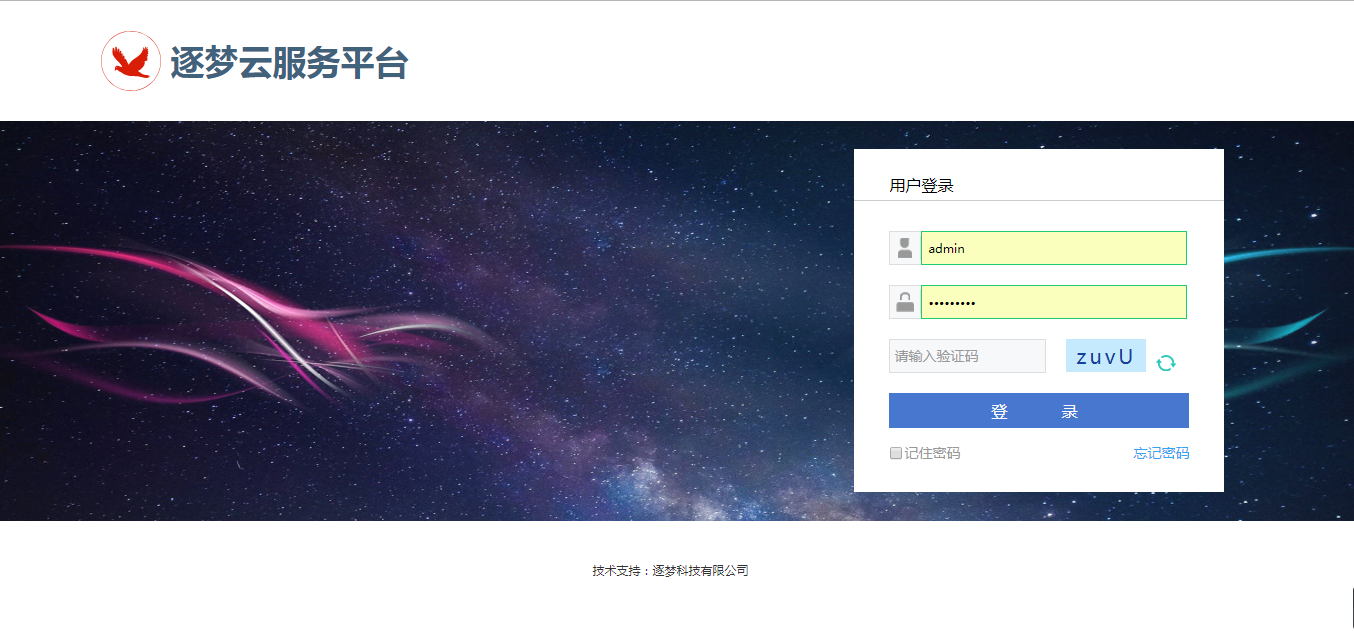 逐梦云服务平台
用户登录
admin
•••••••••
请输入验证码 zuvU
登 录
记住密码 忘记密码
技术支持：逐梦科技有限公司